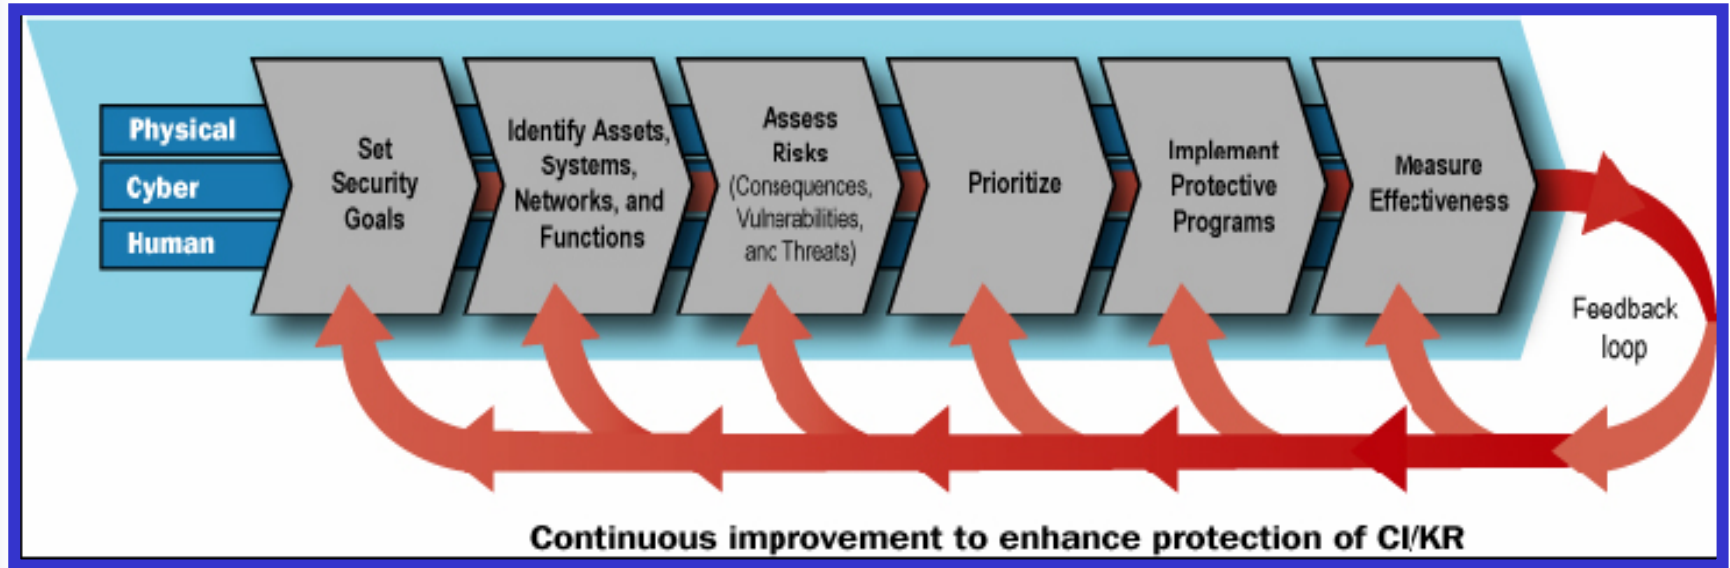 Physical
Cyber
Human
Set
Security
Goals
Identify Assets,
Systems,
Networks, and
Functions
Assess
Risks
(Consequences,
Vulnerabilities,
and Threats)
Prioritize
Implement
Protective
Programs
Measure
Effectiveness
Feedback
loop
Continuous improvement to enhance protection of CI/KR